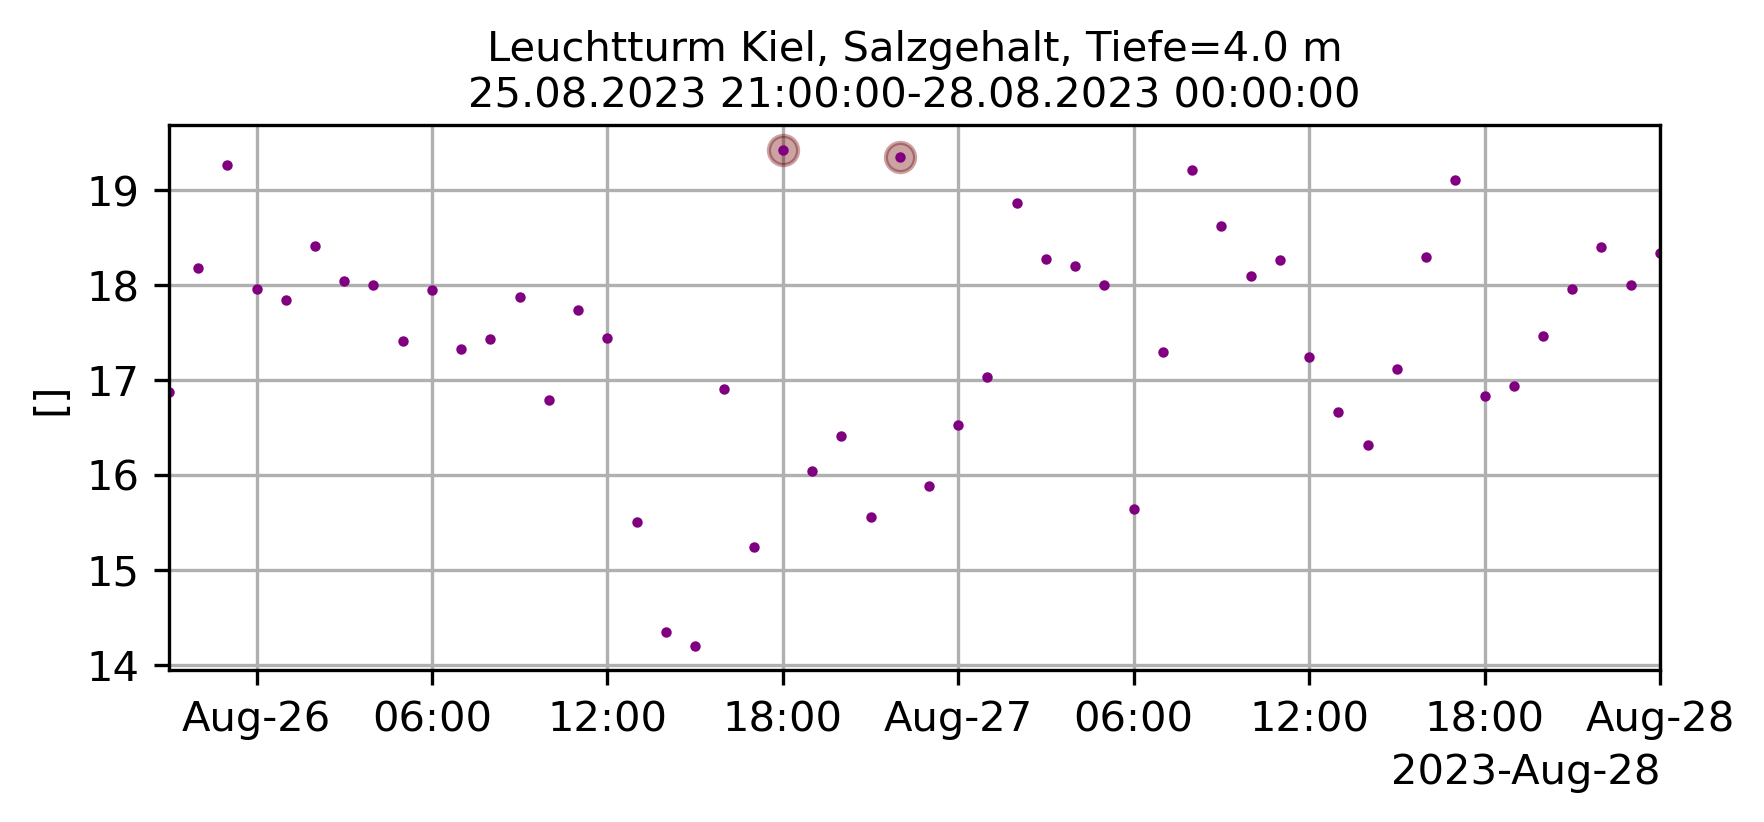 Leuchtturm Kiel, Salzgehalt, Tiefe=4.0 m
25.08.2023 21:00:00-28.08.2023 00:00:00
[]
19
18
17
16
15
14
Aug-26 06:00 12:00 18:00 Aug-27 06:00 12:00 18:00 Aug-28
2023-Aug-28